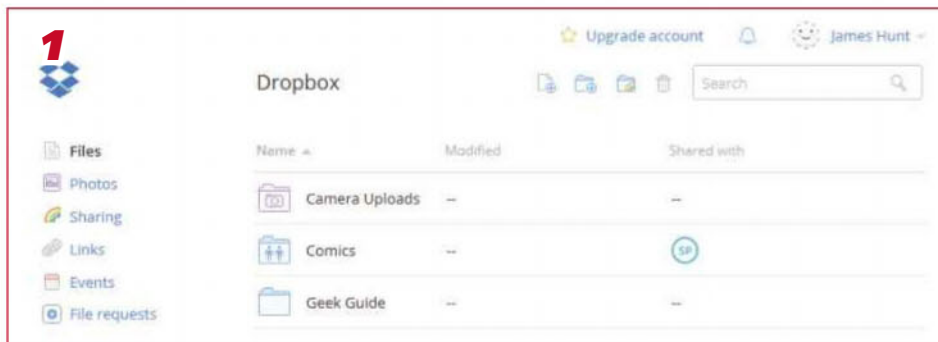 1
Upgrade account James Hunt
Dropbox Search
Files
Photos
Sharing
Links
Events
File requests
Name Modified Shared with
Camera Uploads -- --
Comics -- SP
Geek Guide -- --